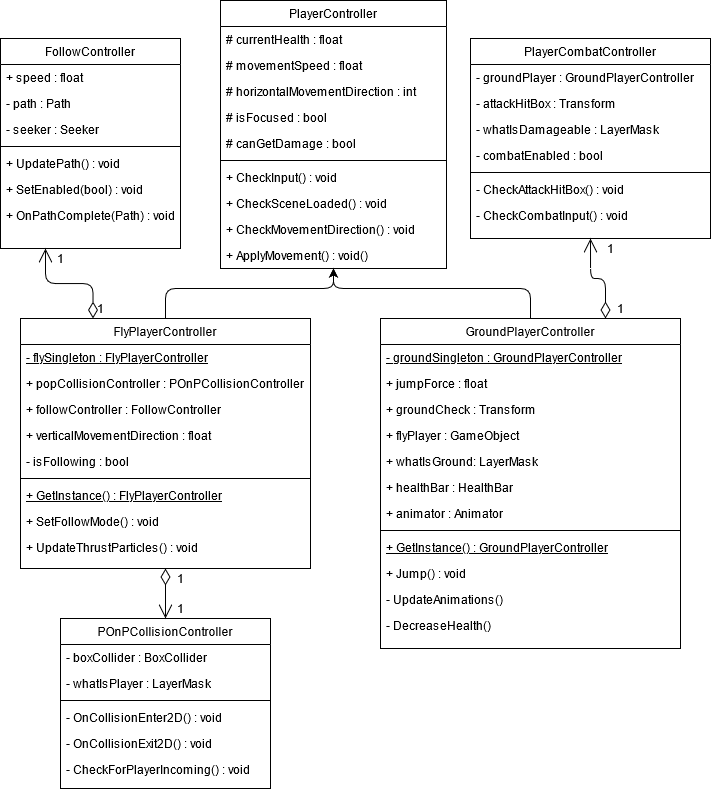 FollowController
+ speed : float
- path : Path
- seeker : Seeker
+ UpdatePath() : void
+ SetEnabled(bool) : void
+ OnPathComplete(Path) : void
PlayerController
# currentHealth : float
# movementSpeed : float
# horizontalMovementDirection : int
# isFocused : bool
# canGetDamage : bool
+ CheckInput() : void
+ CheckSceneLoaded() : void
+ CheckMovementDirection() : void
+ ApplyMovement() : void()
PlayerCombatController
- groundPlayer : GroundPlayerController
- attackHitBox : Transform
- whatIsDamageable : LayerMask
- combatEnabled : bool
- CheckAttackHitBox() : void
- CheckCombatInput() : void
1
1
1
1
FlyPlayerController
- flySingleton : FlyPlayerController
+ popCollisionController : POnPCollisionController
+ followController : FollowController
+ verticalMovementDirection : float
- isFollowing : bool
+ GetInstance() : FlyPlayerController
+ SetFollowMode() : void
+ UpdateThrustParticles() : void
GroundPlayerController
- groundSingleton : GroundPlayerController
+ jumpForce : float
+ groundCheck : Transform
+ flyPlayer : GameObject
+ whatIsGround: LayerMask
+ healthBar : HealthBar
+ animator : Animator
+ GetInstance() : GroundPlayerController
+ Jump() : void
- UpdateAnimations()
- DecreaseHealth()
1
1
POnPCollisionController
- boxCollider : BoxCollider
- whatIsPlayer : LayerMask
- OnCollisionEnter2D() : void
- OnCollisionExit2D() : void
- CheckForPlayerIncoming() : void